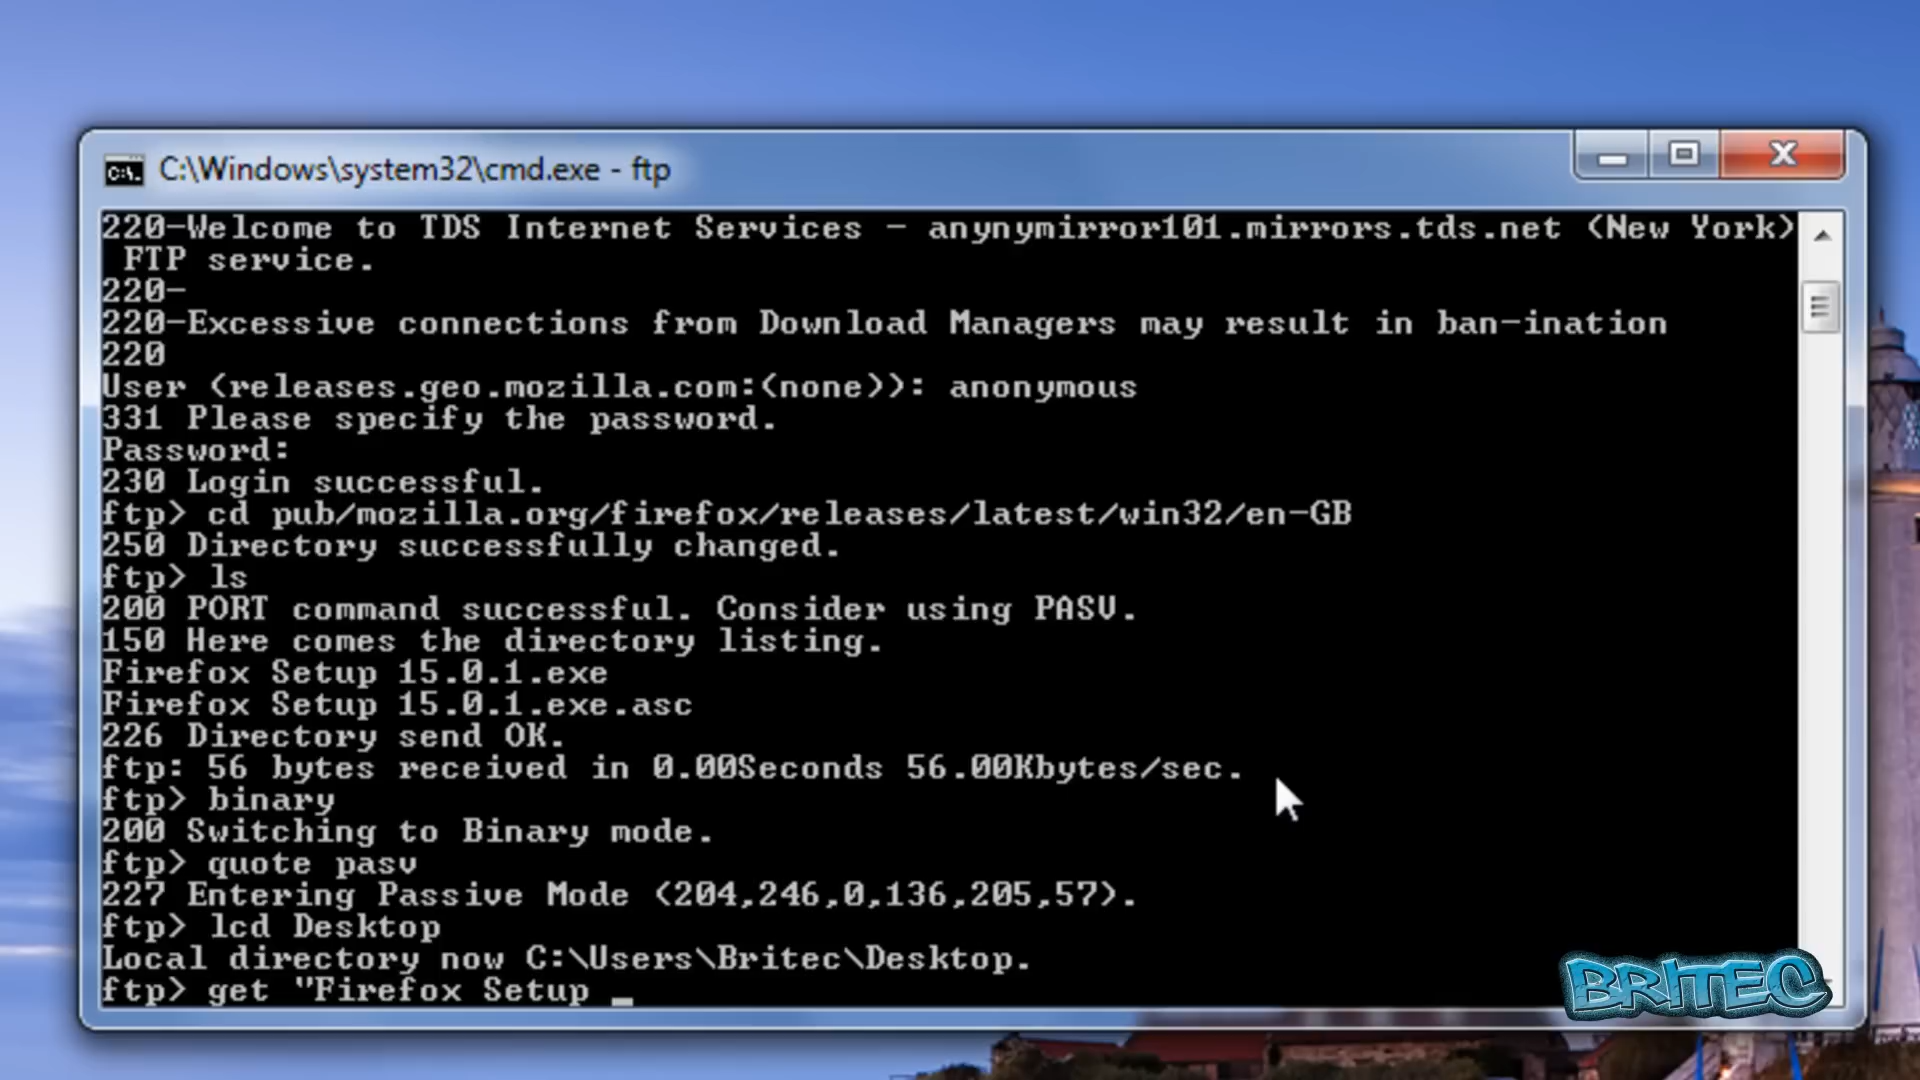 C:\Windows\system32\cmd.exe - ftp
220-Welcome to TDS Internet Services - anynymirror101.mirrors.tds.net (New York)
FTP service.
220-
220-Excessive connections from Download Managers may result in ban-ination
220
User (releases.geo.mozilla.com:(none)): anonymous
331 Please specify the password.
Password:
230 Login successful.
ftp> cd pub/mozilla.org/firefox/releases/latest/win32/en-GB
250 Directory successfully changed.
ftp> ls
200 PORT command successful. Consider using PASV.
150 Here comes the directory listing.
Firefox Setup 15.0.1.exe
Firefox Setup 15.0.1.exe.asc
226 Directory send OK.
ftp: 56 bytes received in 0.00Seconds 56.00Kbytes/sec.
ftp> binary
200 Switching to Binary mode.
ftp> quote pasv
227 Entering Passive Mode (204,246,0,136,205,57).
ftp> lcd Desktop
Local directory now C:\Users\Britec\Desktop.
ftp> get "Firefox Setup _
BRITEC